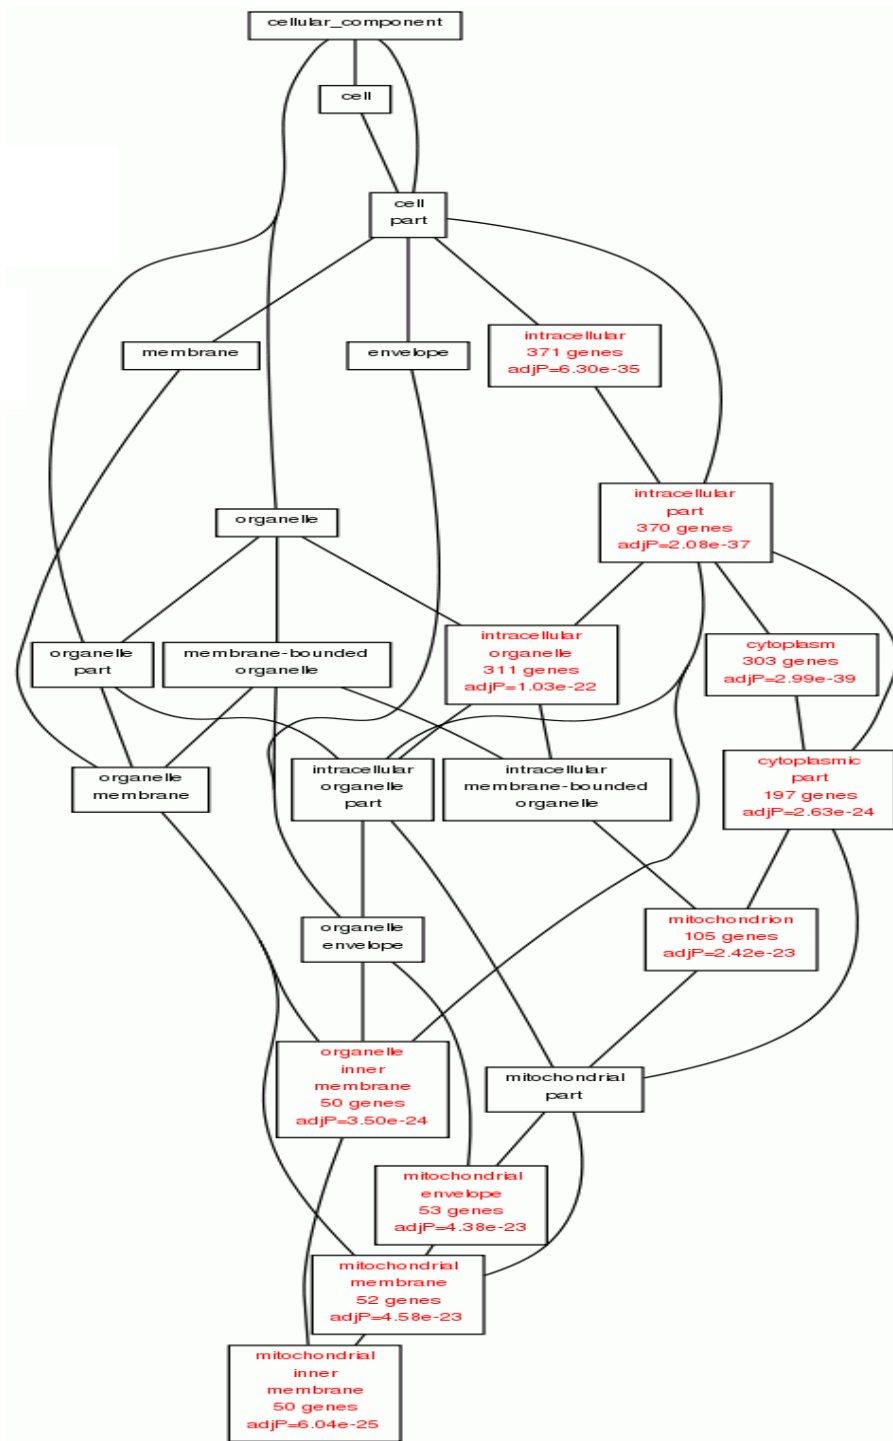 cellular_component
cell
cell
part
membrane
envelope
intracellular
371 genes
adjP=6.30e-35
intracellular
part
370 genes
adjP=2.08e-37
organelle
organelle
part
membrane-bounded
organelle
intracellular
organelle
311 genes
adjP=1.03e-22
cytoplasm
303 genes
adjP=2.99e-39
organelle
membrane
intracellular
organelle
part
intracellular
membrane-bounded
organelle
cytoplasmic
part
197 genes
adjP=2.63e-24
organelle
envelope
mitochondrion
105 genes
adjP=2.42e-23
organelle
inner
membrane
50 genes
adjP=3.50e-24
mitochondrial
part
mitochondrial
envelope
53 genes
adjP=4.38e-23
mitochondrial
membrane
52 genes
adjP=4.58e-23
mitochondrial
inner
membrane
50 genes
adjP=6.04e-25